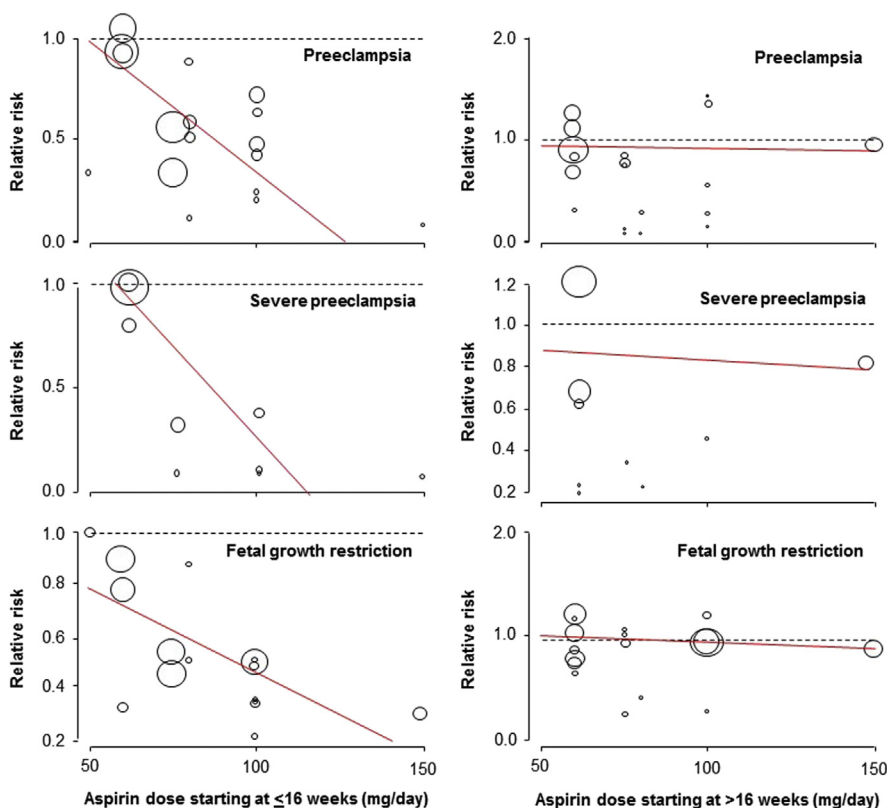 1.0
Preeclampsia
0.5
0.0
Relative risk
2.0
Preeclampsia
1.0
0.0
Relative risk
1.0
Severe preeclampsia
0.5
0.0
Relative risk
1.2
Severe preeclampsia
1.0
0.8
0.6
0.4
0.2
Relative risk
1.0
Fetal growth restriction
0.8
0.6
0.4
0.2
Relative risk
50 100 150
Aspirin dose starting at ≤16 weeks (mg/day)
2.0
Fetal growth restriction
1.0
0.0
Relative risk
50 100 150
Aspirin dose starting at >16 weeks (mg/day)